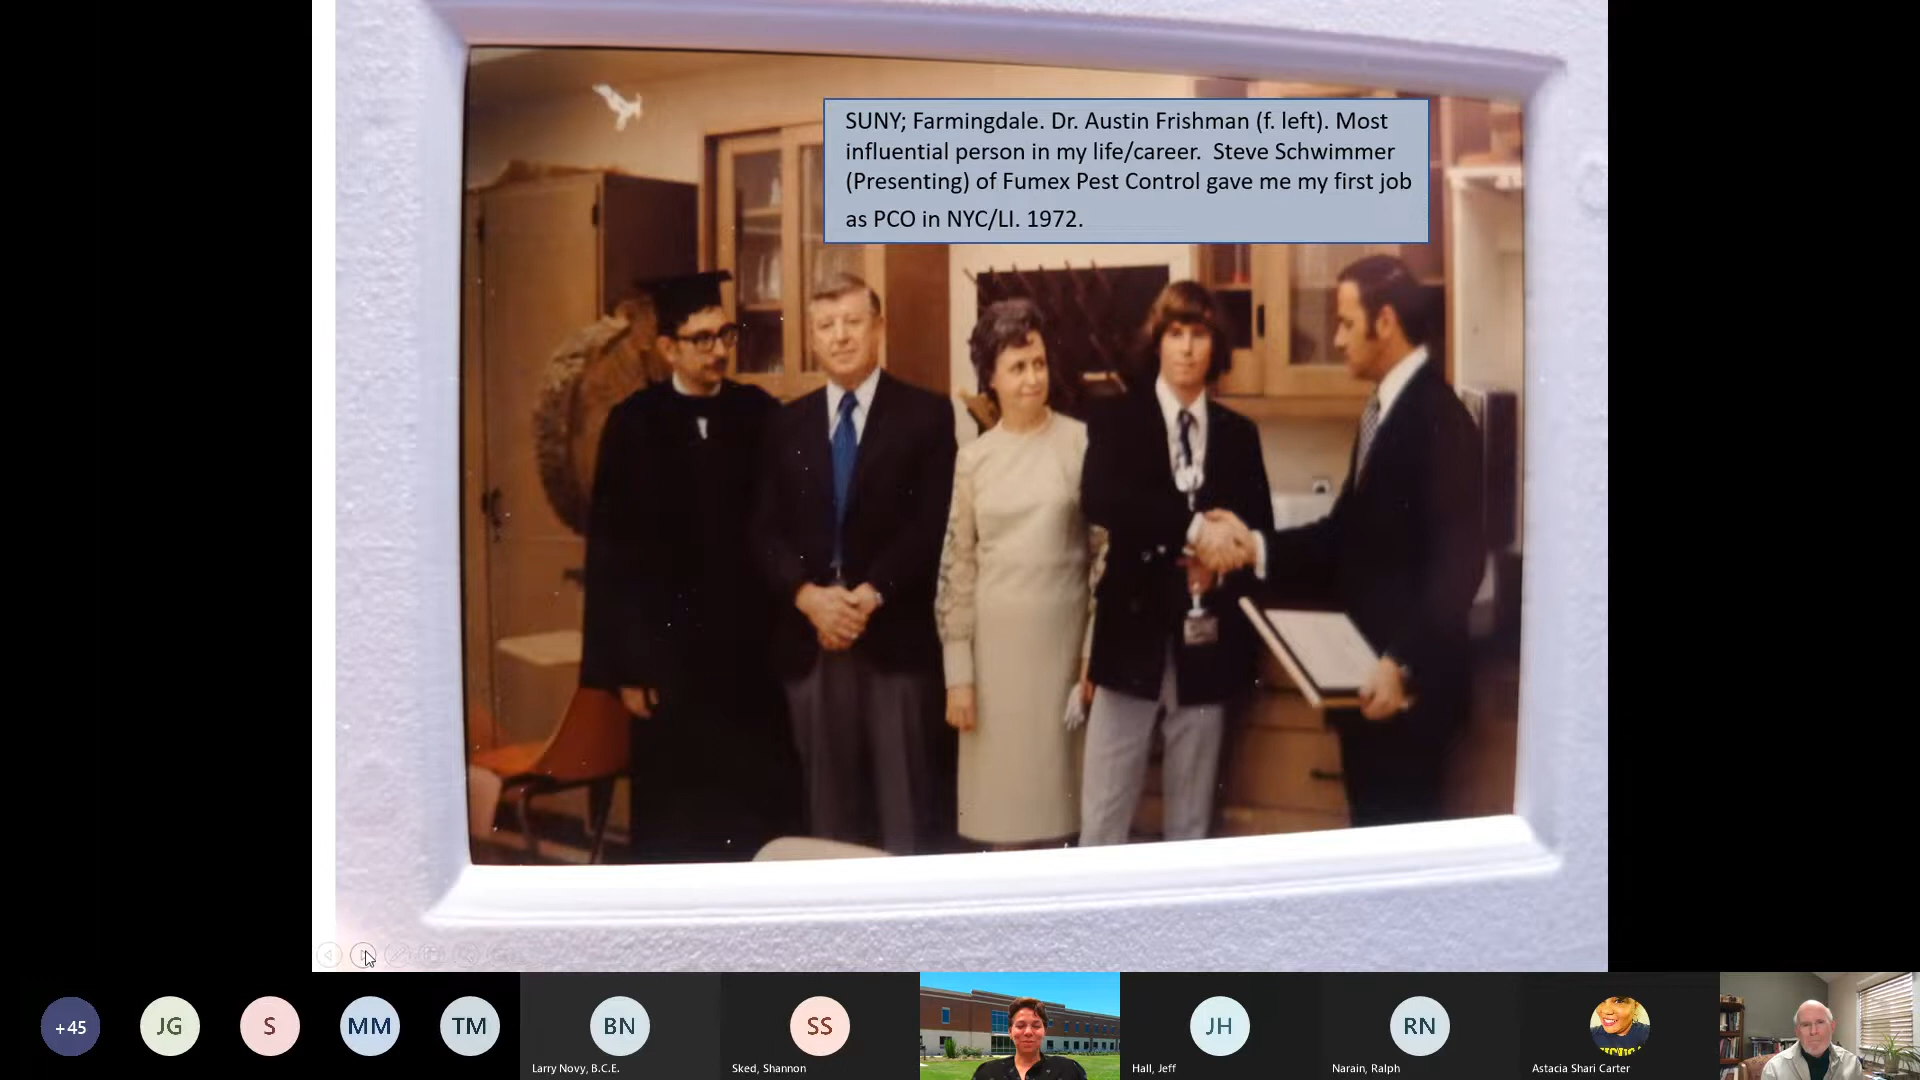 SUNY; Farmingdale. Dr. Austin Frishman (f. left). Most
influential person in my life/career.  Steve Schwimmer
(Presenting) of Fumex Pest Control gave me my first job
as PCO in NYC/LI. 1972.
+45
JG
S
MM
TM
BN
SS
JH
RN
Larry Novy, B.C.E.
Sked, Shannon
Hall, Jeff
Narain, Ralph
Astacia Shari Carter